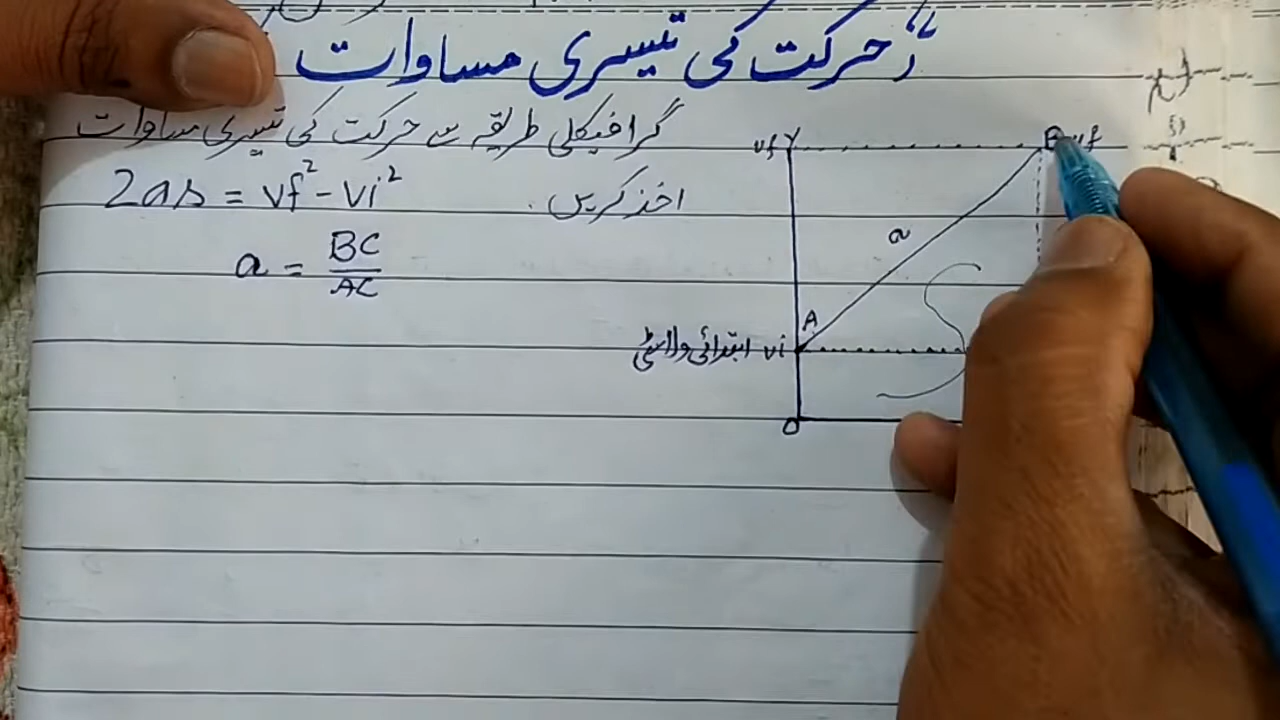 "حرکت کی تیسری مساوات
گرافیکلی طریقہ سے حرکت کی تیسری مساوات
اخذ کریں.
2as = vf² - vi²
a = BC/AC
vf Y
B vf
a
A
ابتدائی ولاسٹی vi
O